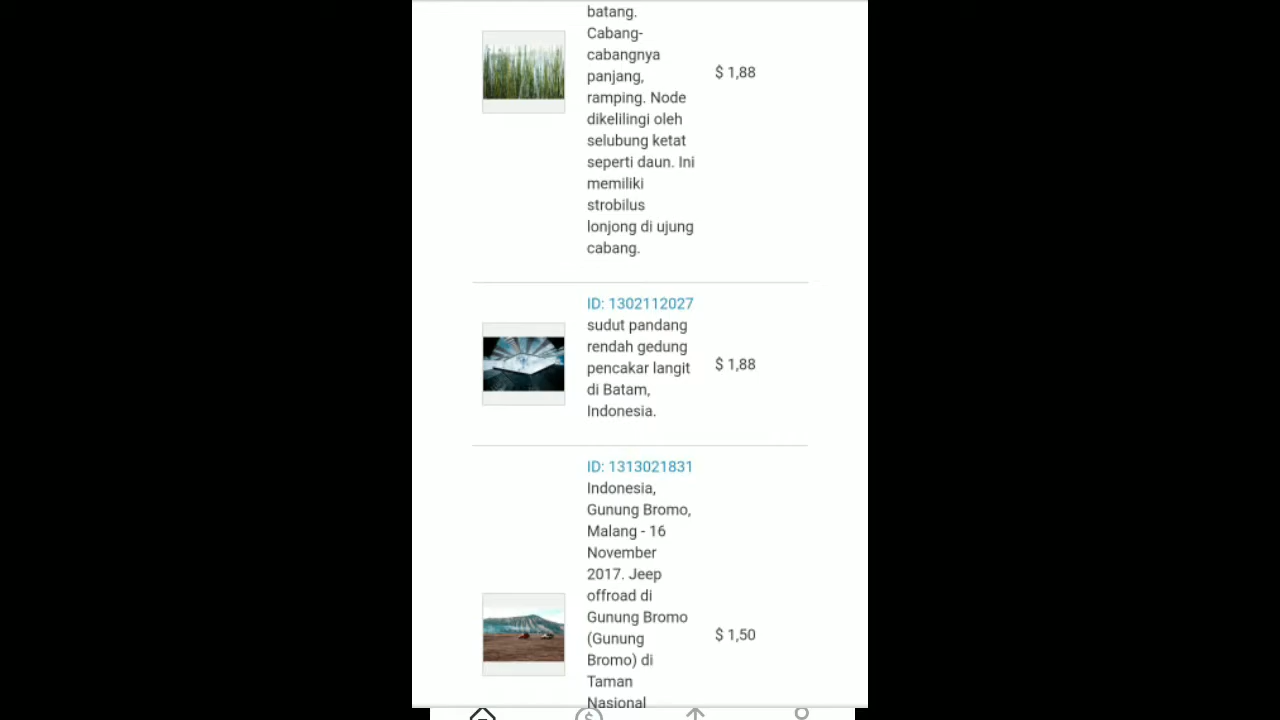 batang.
Cabang-
cabangnya
panjang,
ramping. Node
dikelilingi oleh
selubung ketat
seperti daun. Ini
memiliki
strobilus
lonjong di ujung
cabang.
$ 1,88
ID: 1302112027
sudut pandang
rendah gedung
pencakar langit
di Batam,
Indonesia.
$ 1,88
ID: 1313021831
Indonesia,
Gunung Bromo,
Malang - 16
November
2017. Jeep
offroad di
Gunung Bromo
(Gunung
Bromo) di
Taman
Nasional
$ 1,50